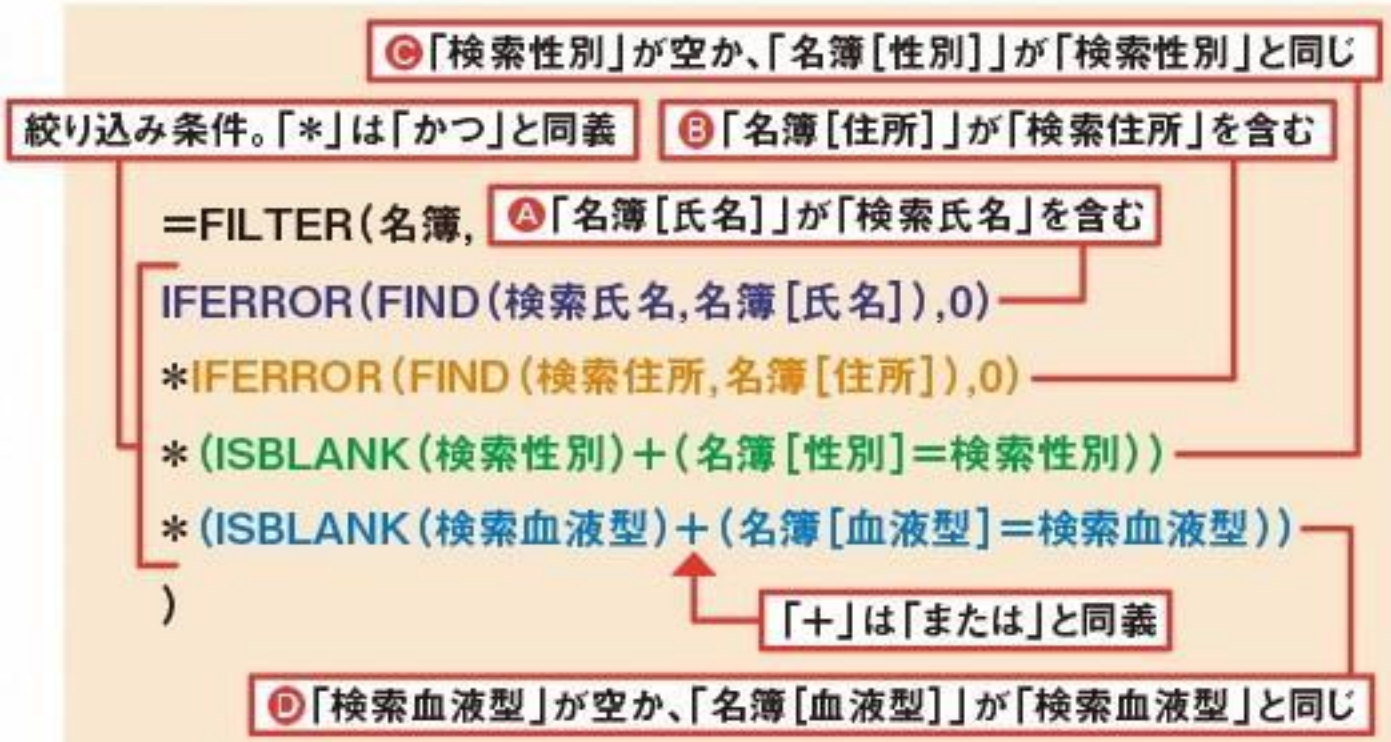 Ⓒ「検索性別」が空か、「名簿[性別]」が「検索性別」と同じ
絞り込み条件。「*」は「かつ」と同義
Ⓑ「名簿[住所]」が「検索住所」を含む
=FILTER(名簿,
Ⓐ「名簿[氏名]」が「検索氏名」を含む
IFERROR(FIND(検索氏名,名簿[氏名]),0)
*IFERROR(FIND(検索住所,名簿[住所]),0)
*(ISBLANK(検索性別)+(名簿[性別]=検索性別))
*(ISBLANK(検索血液型)+(名簿[血液型]=検索血液型))
)
「+」は「または」と同義
Ⓓ「検索血液型」が空か、「名簿[血液型]」が「検索血液型」と同じ